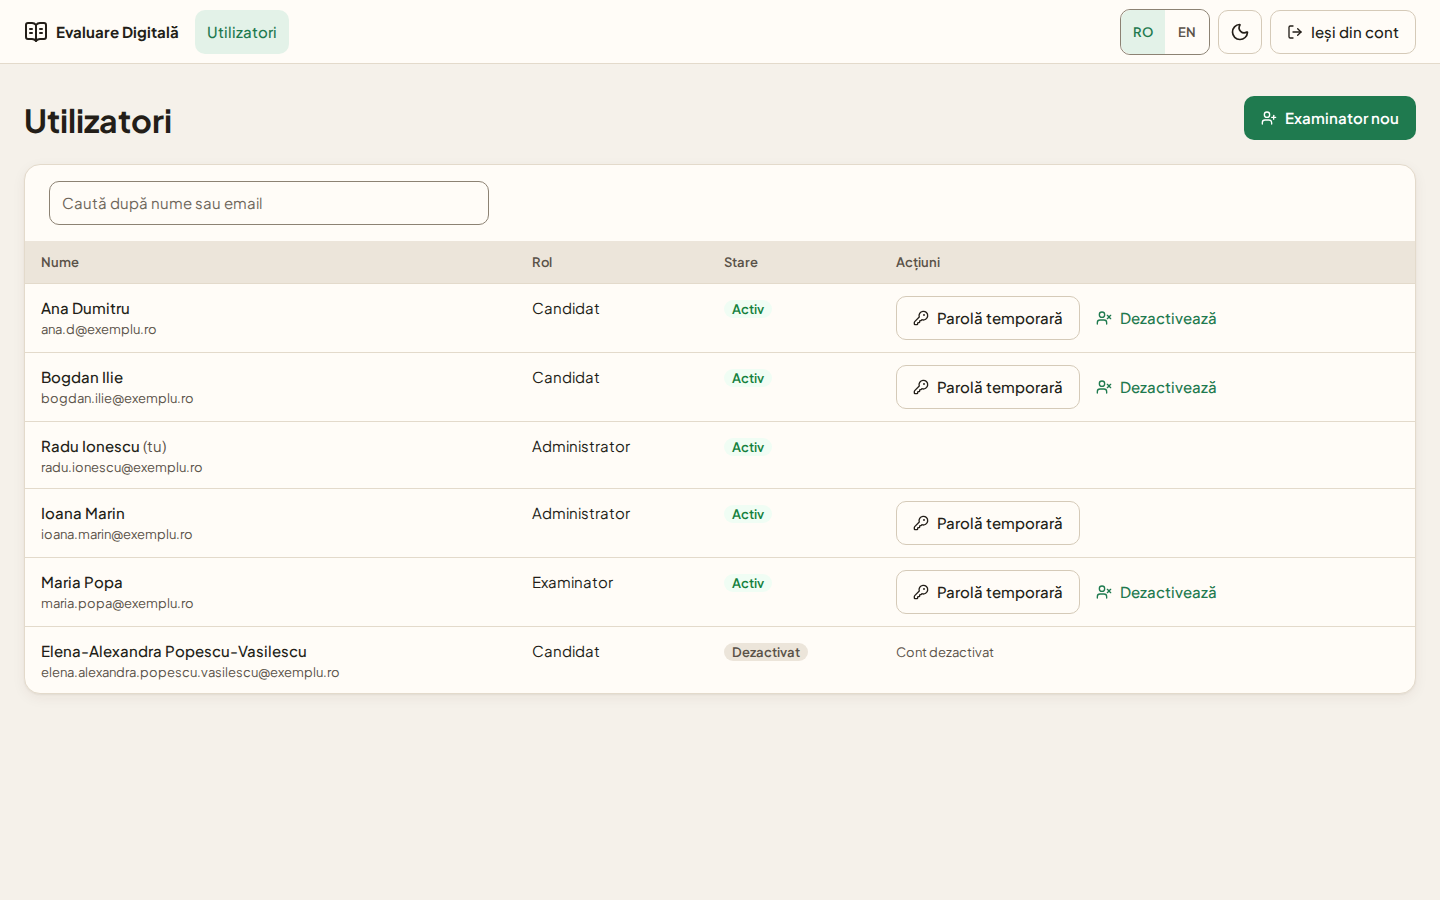 Evaluare Digitală
Utilizatori
RO
EN
Ieși din cont
Utilizatori
Examinator nou
Caută după nume sau email
Nume Rol Stare Acțiuni
Ana Dumitru Candidat Activ Parolă temporară Dezactivează
ana.d@exemplu.ro
Bogdan Ilie Candidat Activ Parolă temporară Dezactivează
bogdan.ilie@exemplu.ro
Radu Ionescu (tu) Administrator Activ
radu.ionescu@exemplu.ro
Ioana Marin Administrator Activ Parolă temporară
ioana.marin@exemplu.ro
Maria Popa Examinator Activ Parolă temporară Dezactivează
maria.popa@exemplu.ro
Elena-Alexandra Popescu-Vasilescu Candidat Dezactivat Cont dezactivat
elena.alexandra.popescu.vasilescu@exemplu.ro